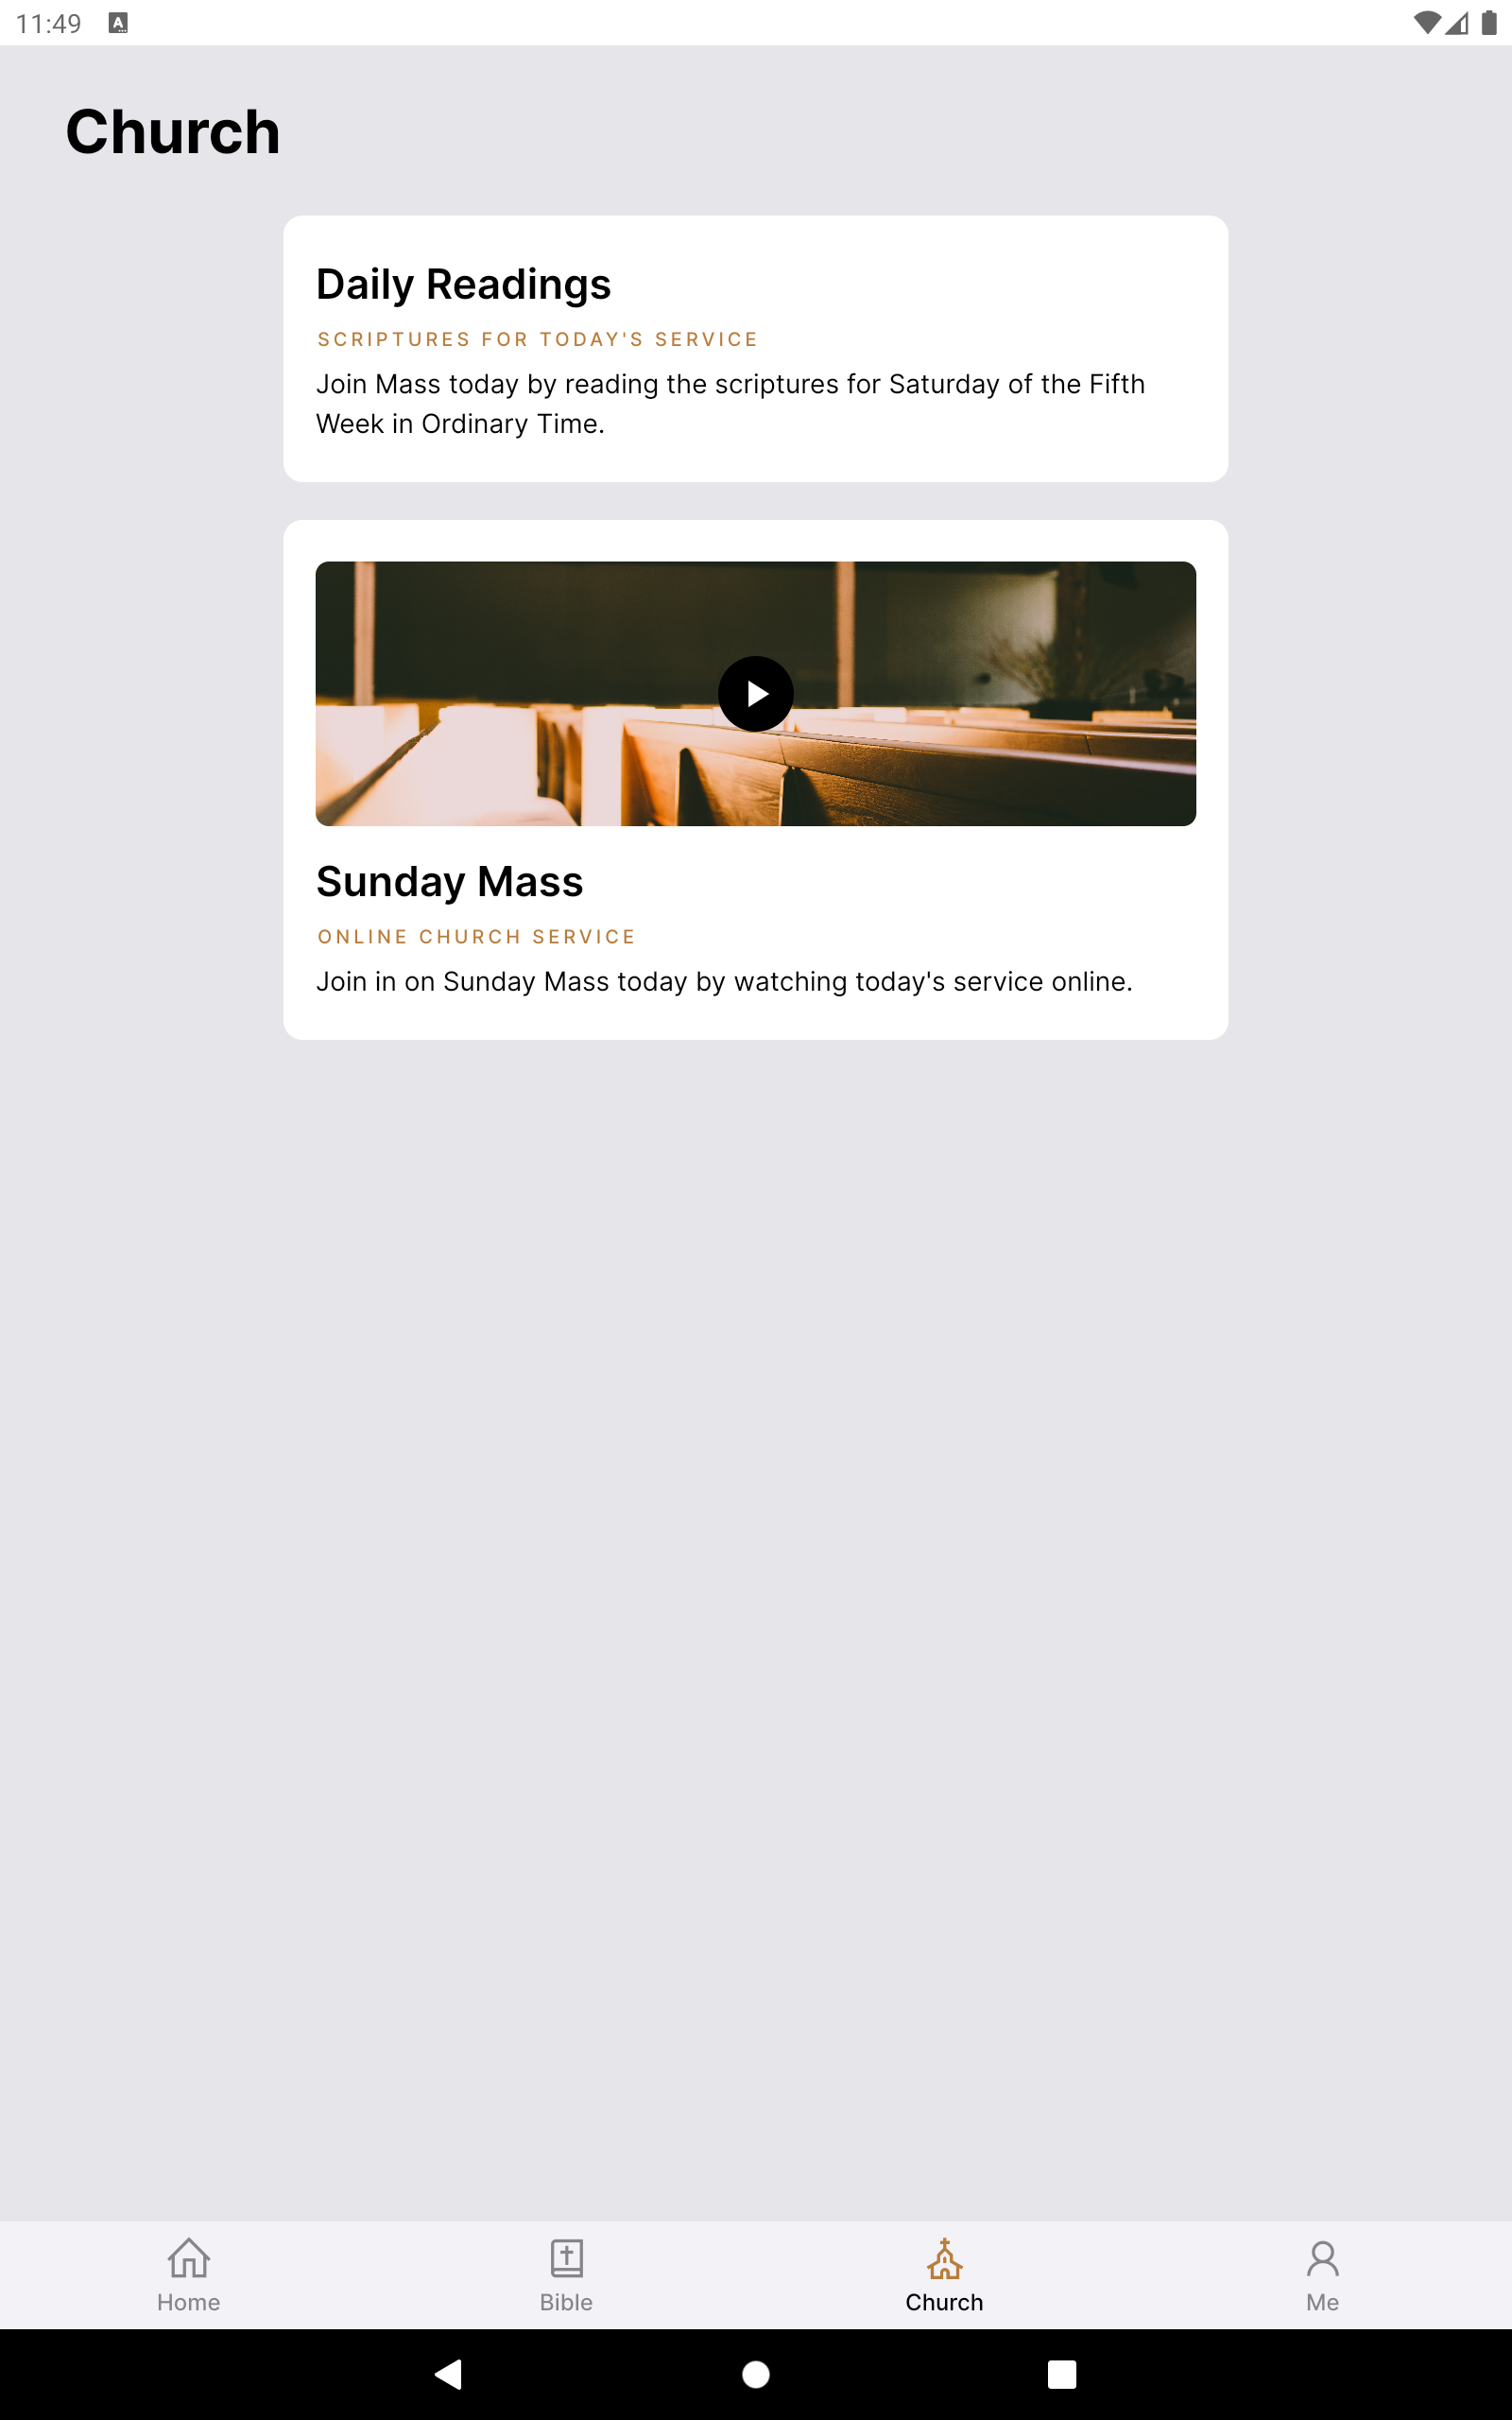 11:49
Church
Daily Readings
SCRIPTURES FOR TODAY'S SERVICE
Join Mass today by reading the scriptures for Saturday of the Fifth
Week in Ordinary Time.
Sunday Mass
ONLINE CHURCH SERVICE
Join in on Sunday Mass today by watching today's service online.
Home
Bible
Church
Me